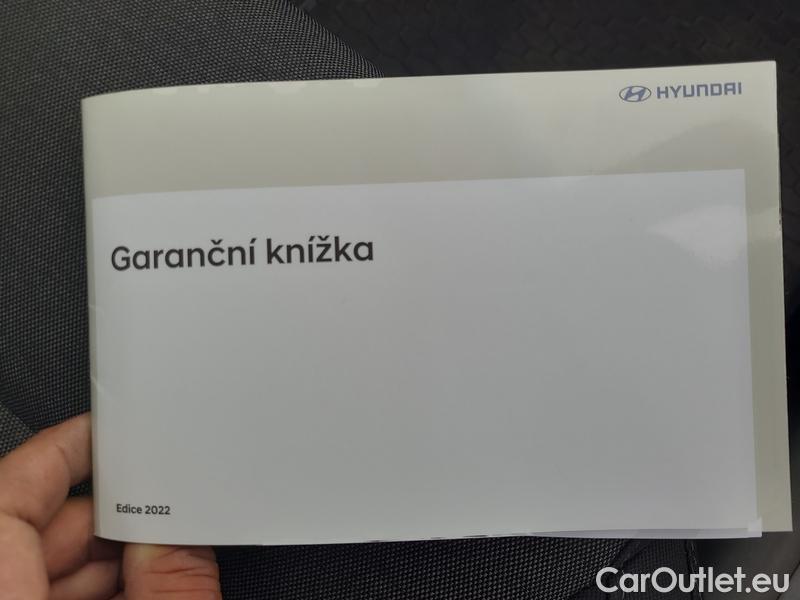 HYUNDAI
Garanční knížka
Edice 2022
CarOutlet.eu